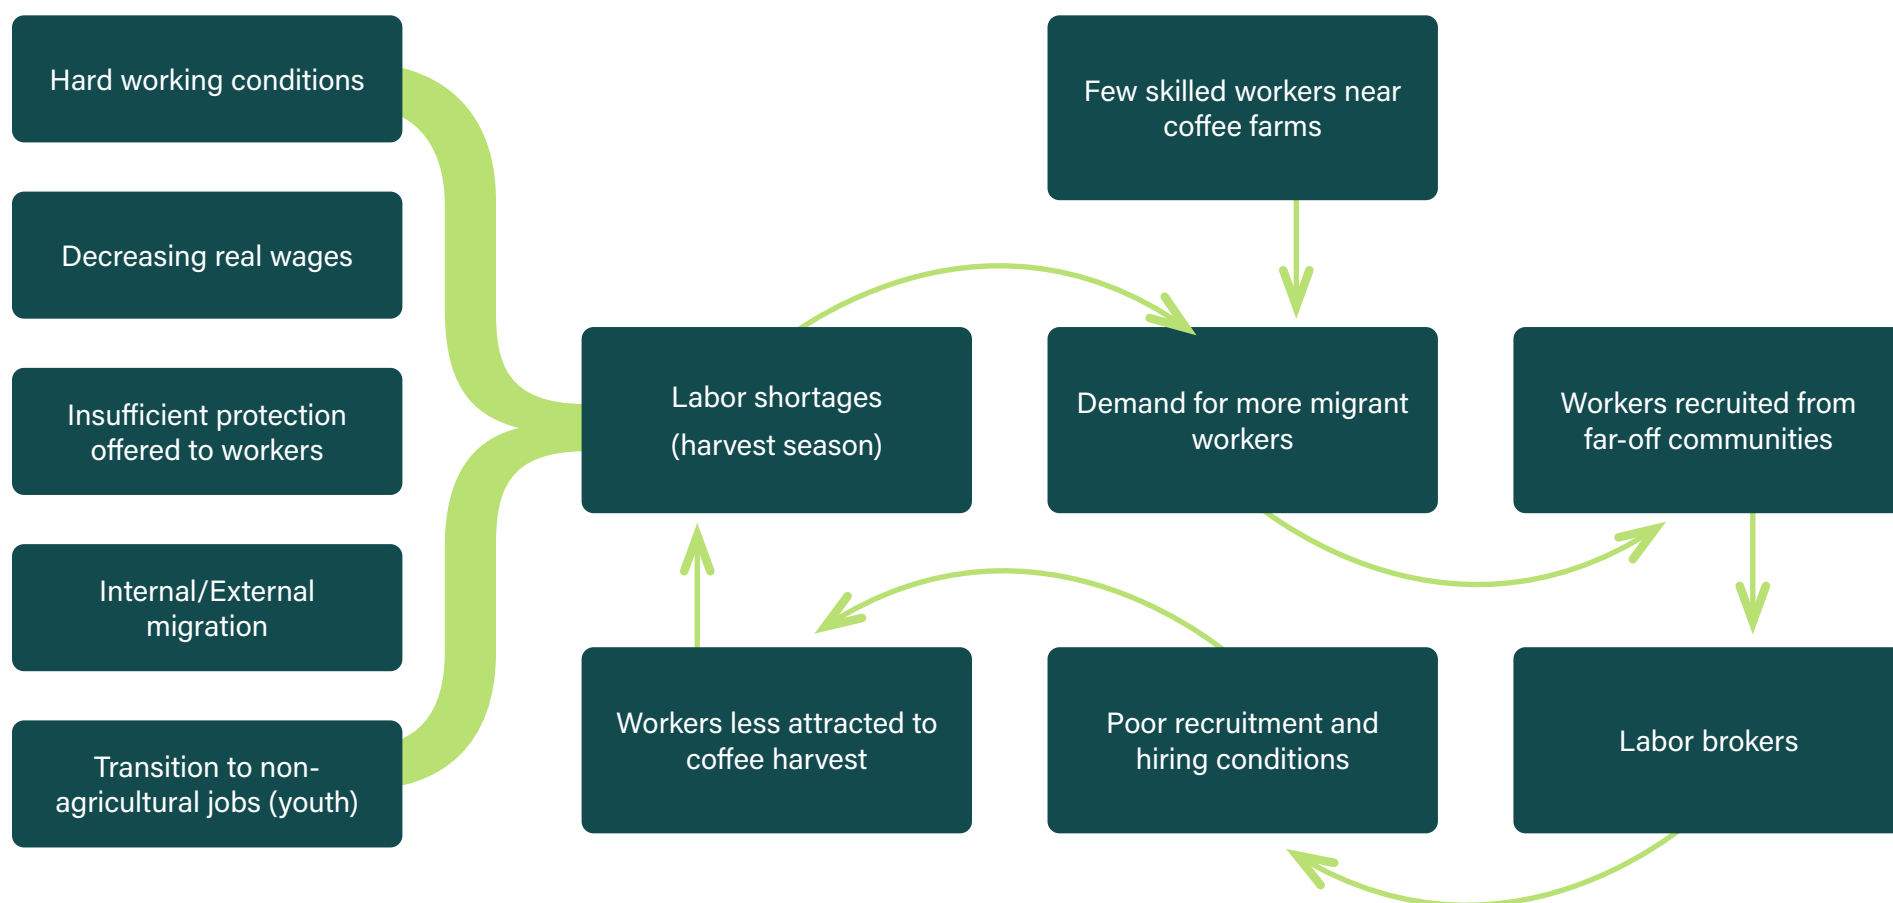 Hard working conditions
Decreasing real wages
Insufficient protection
offered to workers
Internal/External
migration
Transition to non-
agricultural jobs (youth)
Few skilled workers near
coffee farms
Labor shortages
(harvest season)
Demand for more migrant
workers
Workers recruited from
far-off communities
Workers less attracted to
coffee harvest
Poor recruitment and
hiring conditions
Labor brokers